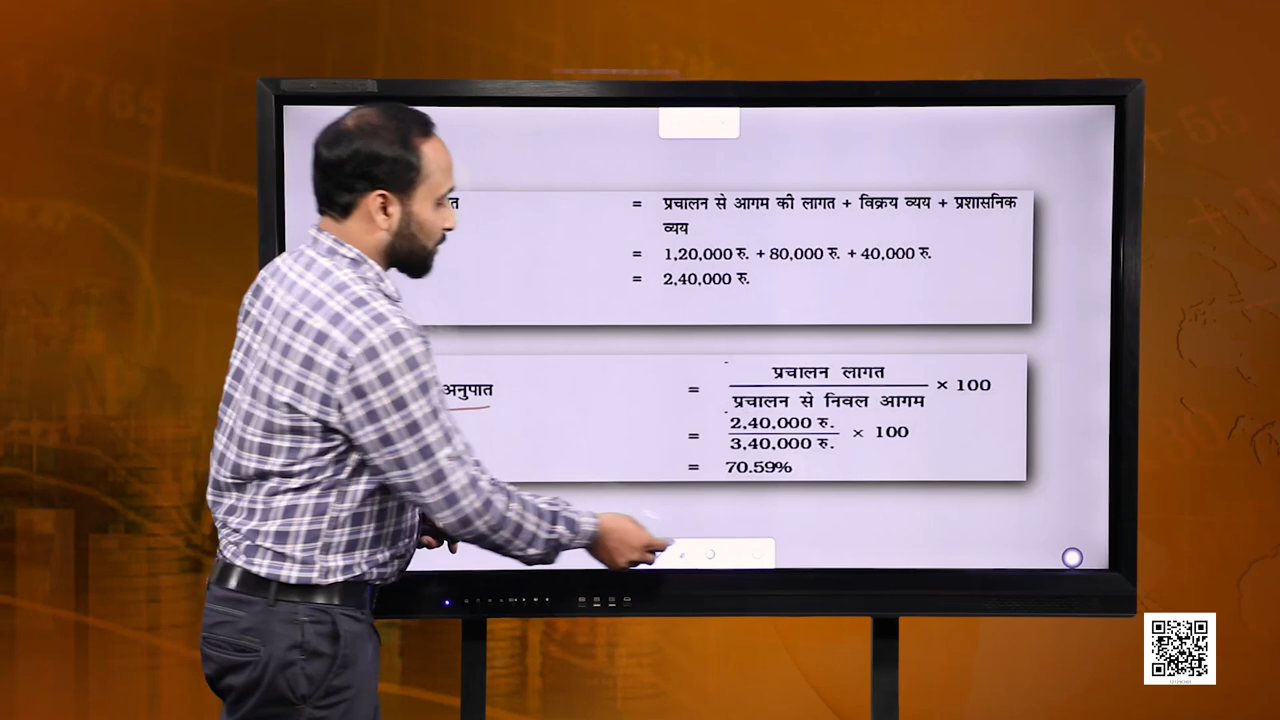 = प्रचालन से आगम की लागत + विक्रय व्यय + प्रशासनिक
व्यय
= 1,20,000 रु. + 80,000 रु. + 40,000 रु.
= 2,40,000 रु.
अनुपात = प्रचालन लागत × 100
प्रचालन से निवल आगम
= 2,40,000 रु. × 100
3,40,000 रु.
= 70.59%